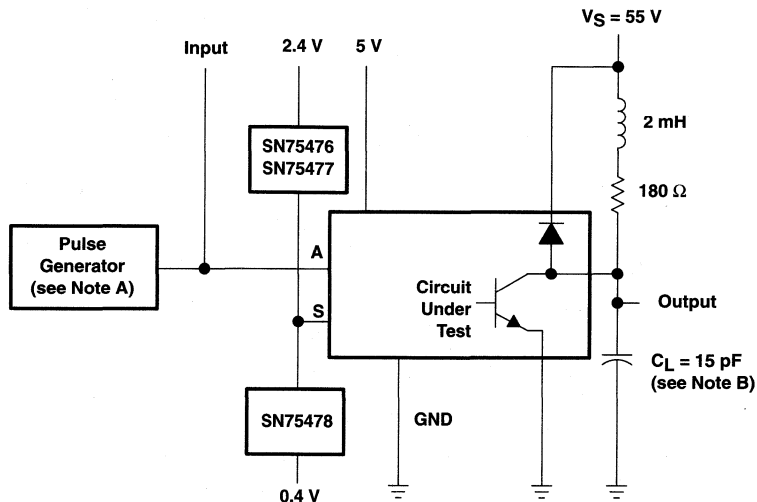 V_S = 55 V
Input
2.4 V
5 V
SN75476
SN75477
2 mH
180 Ω
Pulse
Generator
(see Note A)
A
S
Circuit
Under
Test
Output
C_L = 15 pF
(see Note B)
SN75478
GND
0.4 V